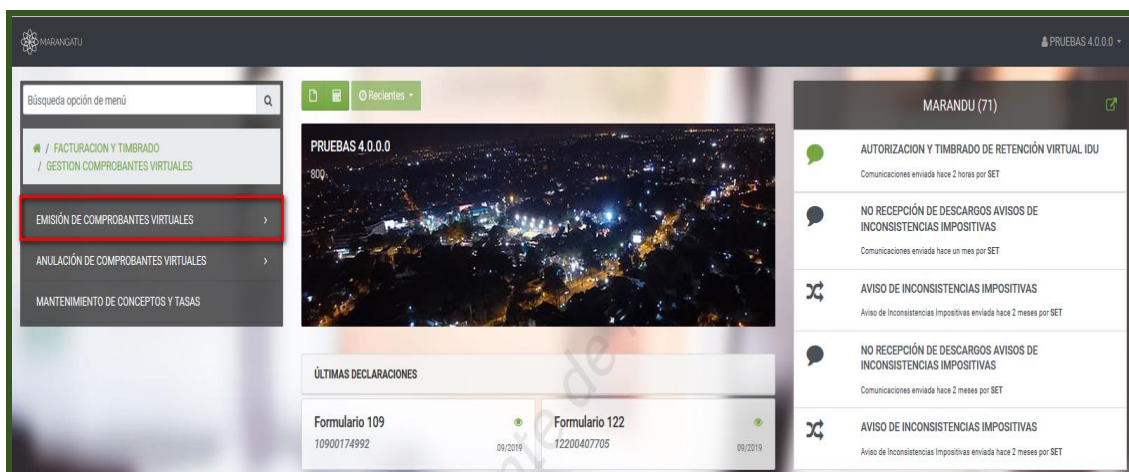 MARANGATU
PRUEBAS 4.0.0.0
Búsqueda opción de menú
/ FACTURACION Y TIMBRADO
/ GESTION COMPROBANTES VIRTUALES
EMISIÓN DE COMPROBANTES VIRTUALES
ANULACIÓN DE COMPROBANTES VIRTUALES
MANTENIMIENTO DE CONCEPTOS Y TASAS
Recientes
PRUEBAS 4.0.0.0
800
ÚLTIMAS DECLARACIONES
Formulario 109
10900174992
09/2019
Formulario 122
12200407705
09/2019
MARANDU (71)
AUTORIZACION Y TIMBRADO DE RETENCIÓN VIRTUAL IDU
Comunicaciones enviada hace 2 horas por SET
NO RECEPCIÓN DE DESCARGOS AVISOS DE
INCONSISTENCIAS IMPOSITIVAS
Comunicaciones enviada hace un mes por SET
AVISO DE INCONSISTENCIAS IMPOSITIVAS
Aviso de Inconsistencias Impositivas enviada hace 2 meses por SET
NO RECEPCIÓN DE DESCARGOS AVISOS DE
INCONSISTENCIAS IMPOSITIVAS
Comunicaciones enviada hace 2 meses por SET
AVISO DE INCONSISTENCIAS IMPOSITIVAS
Aviso de Inconsistencias Impositivas enviada hace 2 meses por SET